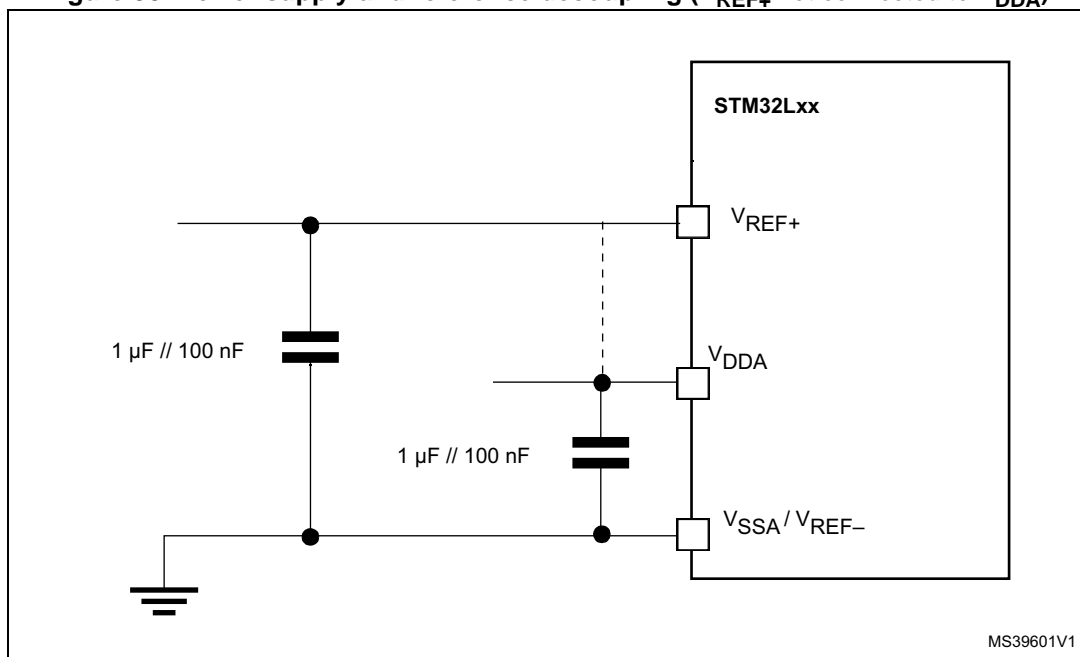 STM32Lxx
VREF+
1 µF // 100 nF
VDDA
1 µF // 100 nF
VSSA / VREF–
MS39601V1